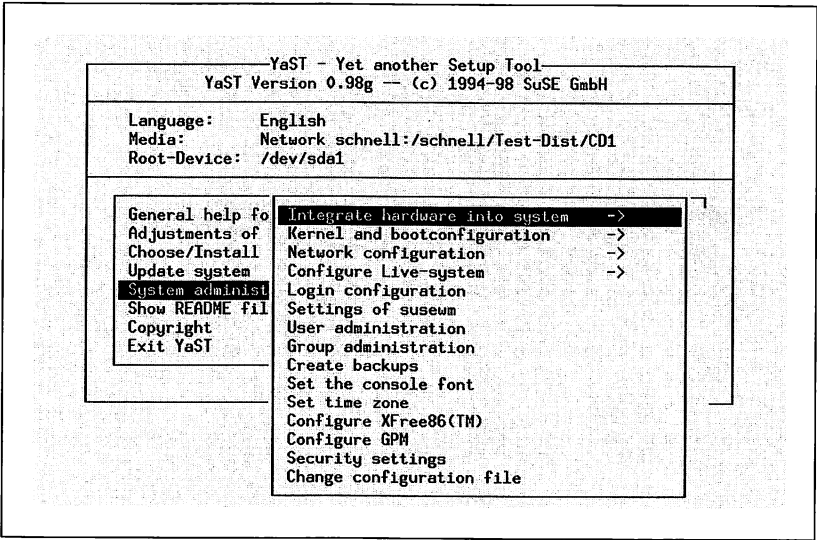 YaST - Yet another Setup Tool
YaST Version 0.98g -- (c) 1994-98 SuSE GmbH
Language: English
Media: Network schnell:/schnell/Test-Dist/CD1
Root-Device: /dev/sda1
General help fo
Adjustments of
Choose/Install
Update system
System administ
Show README fil
Copyright
Exit YaST
Integrate hardware into system ->
Kernel and bootconfiguration ->
Network configuration ->
Configure Live-system ->
Login configuration
Settings of susewm
User administration
Group administration
Create backups
Set the console font
Set time zone
Configure XFree86(TM)
Configure GPM
Security settings
Change configuration file